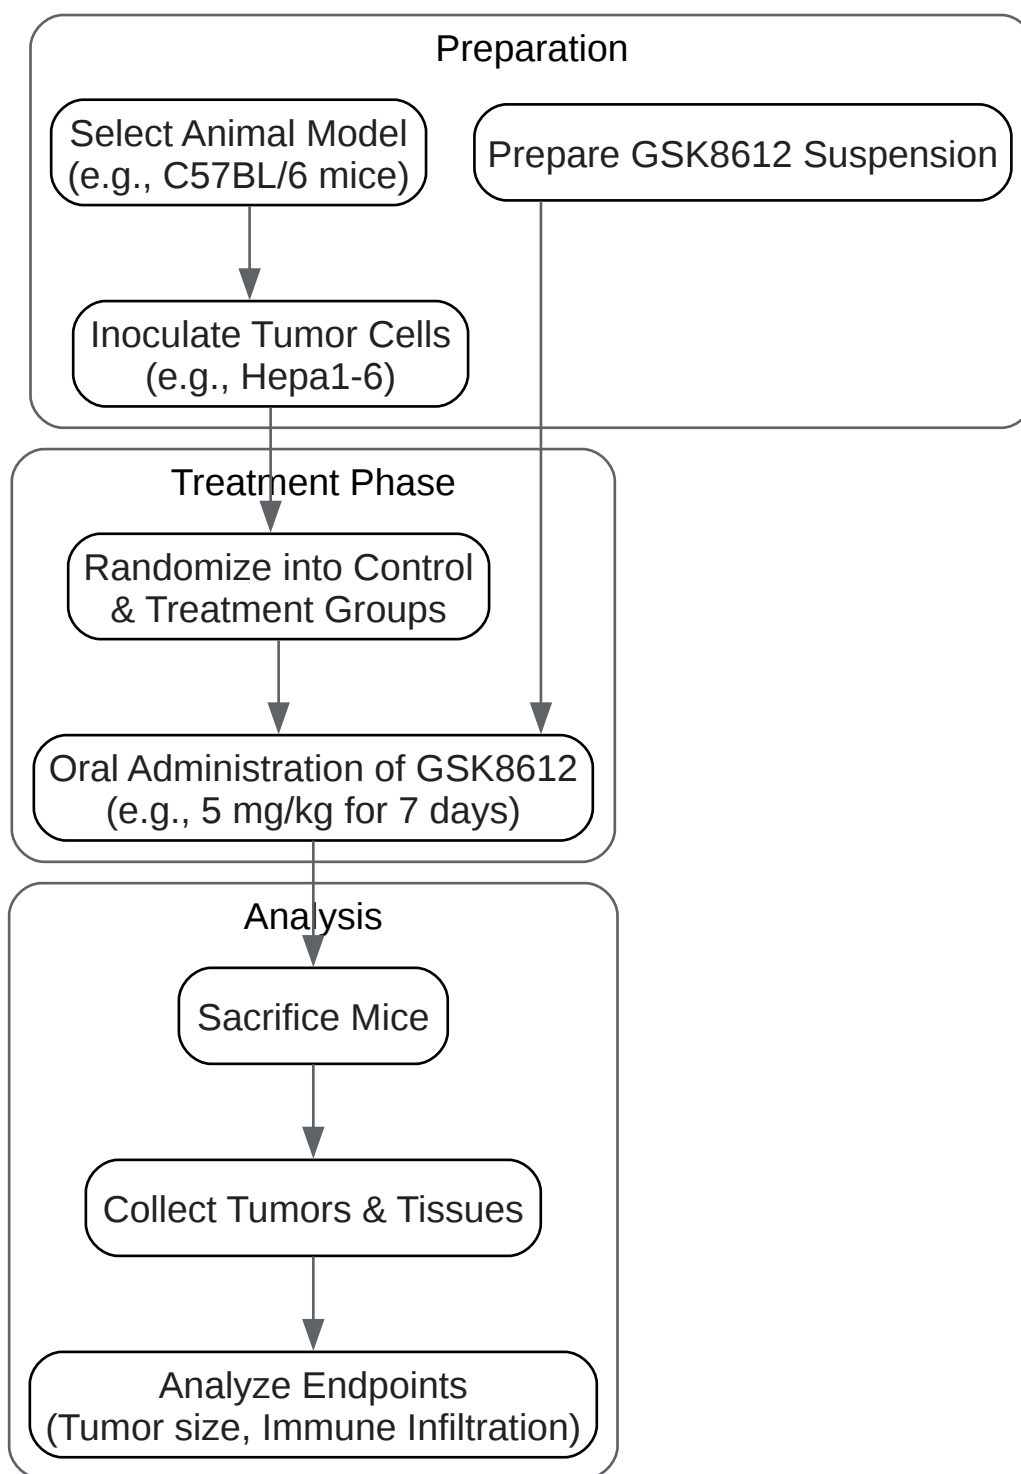 Preparation
Select Animal Model
(e.g., C57BL/6 mice)
Prepare GSK8612 Suspension
Inoculate Tumor Cells
(e.g., Hepa1-6)
Treatment Phase
Randomize into Control
& Treatment Groups
Oral Administration of GSK8612
(e.g., 5 mg/kg for 7 days)
Analysis
Sacrifice Mice
Collect Tumors & Tissues
Analyze Endpoints
(Tumor size, Immune Infiltration)